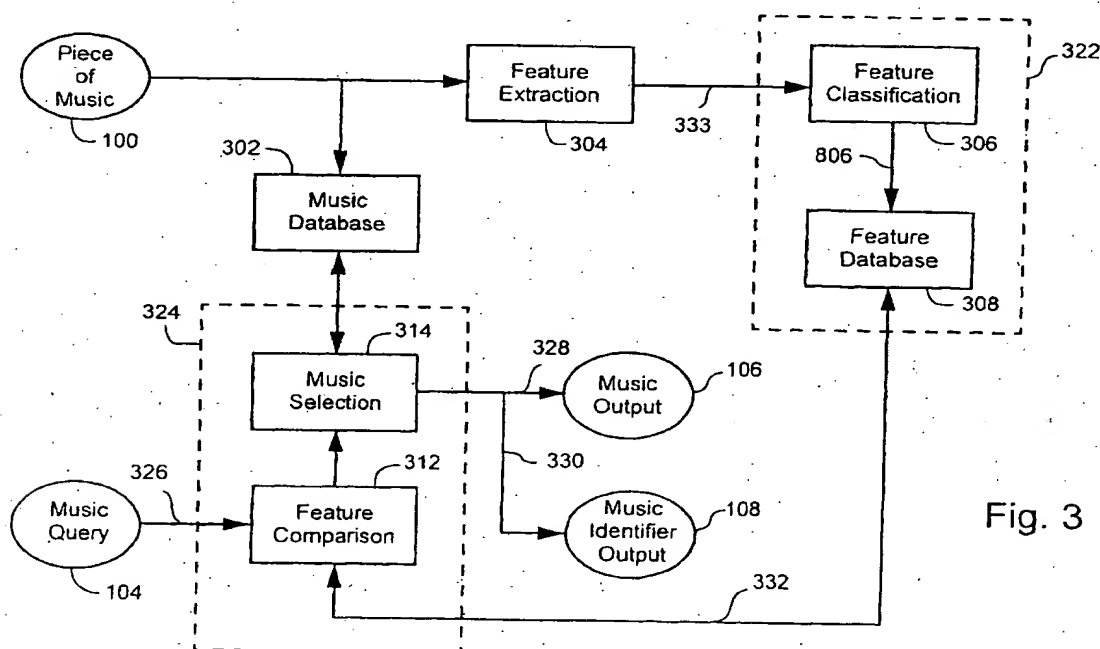 Piece
of
Music
100
Feature
Extraction
304
333
Feature
Classification
306
322
806
Feature
Database
308
302
Music
Database
324
314
Music
Selection
328
Music
Output
106
330
312
326
Music
Query
104
Feature
Comparison
Music
Identifier
Output
108
332
Fig. 3